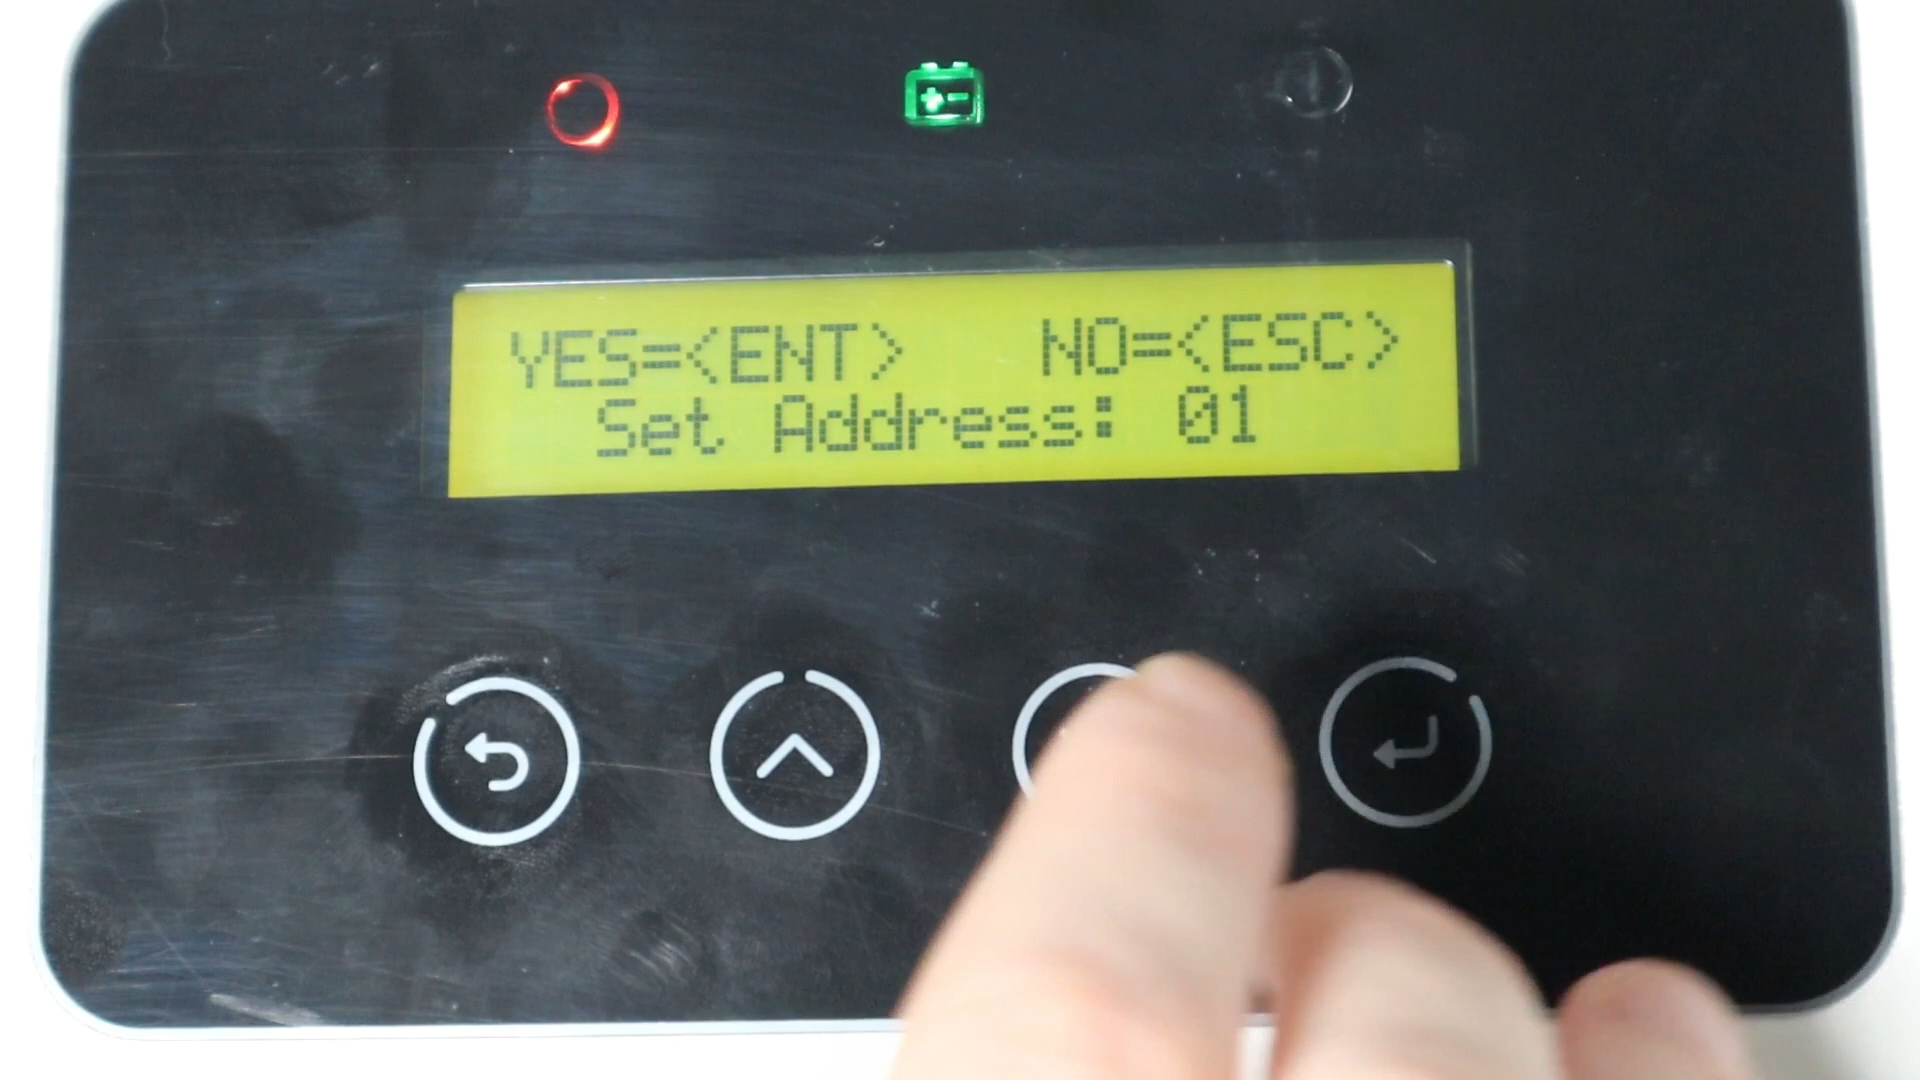 YES=<ENT> NO=<ESC>
Set Address: 01